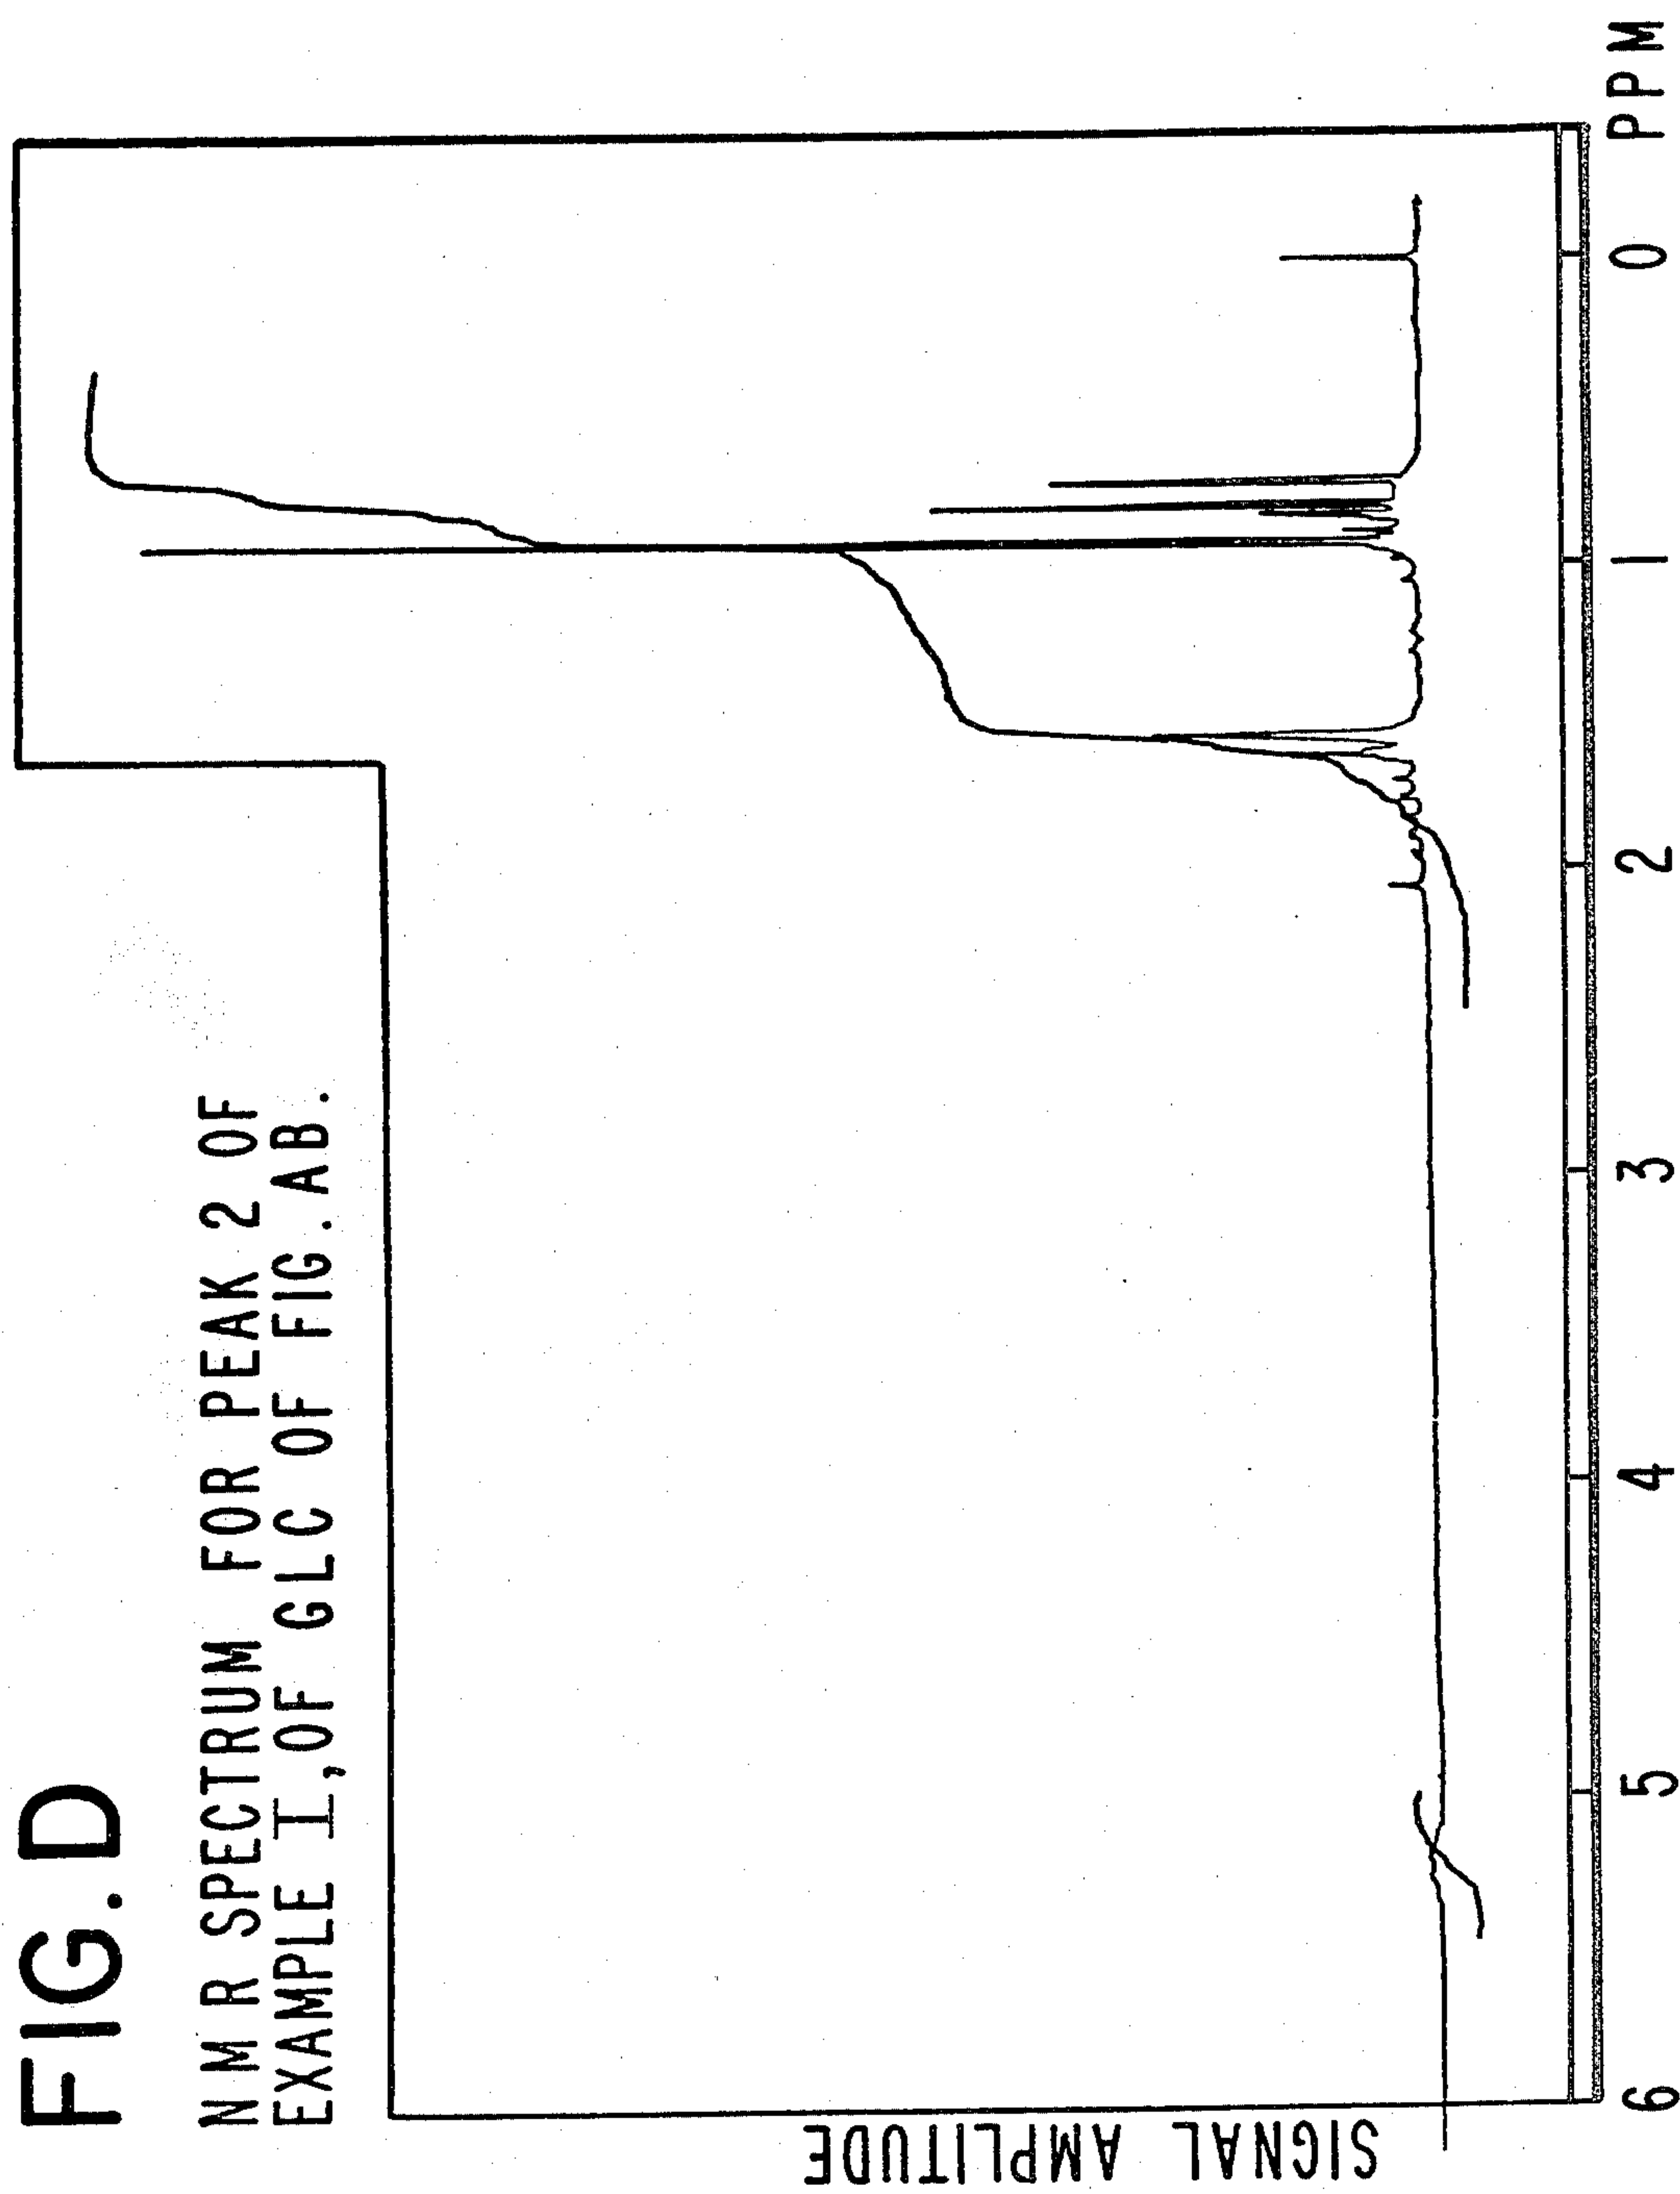 FIG. D
NMR SPECTRUM FOR PEAK 2 OF
EXAMPLE I, OF GLC OF FIG. AB.
SIGNAL AMPLITUDE
6 5 4 3 2 1 0 PPM